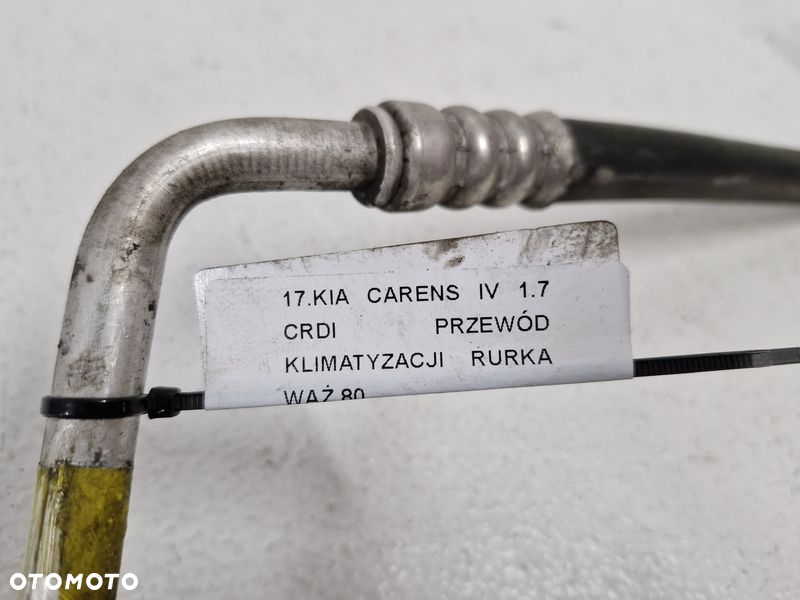 17.KIA CARENS IV 1.7
CRDI PRZEWÓD
KLIMATYZACJI RURKA
WĄŻ 80
OTOMOTO